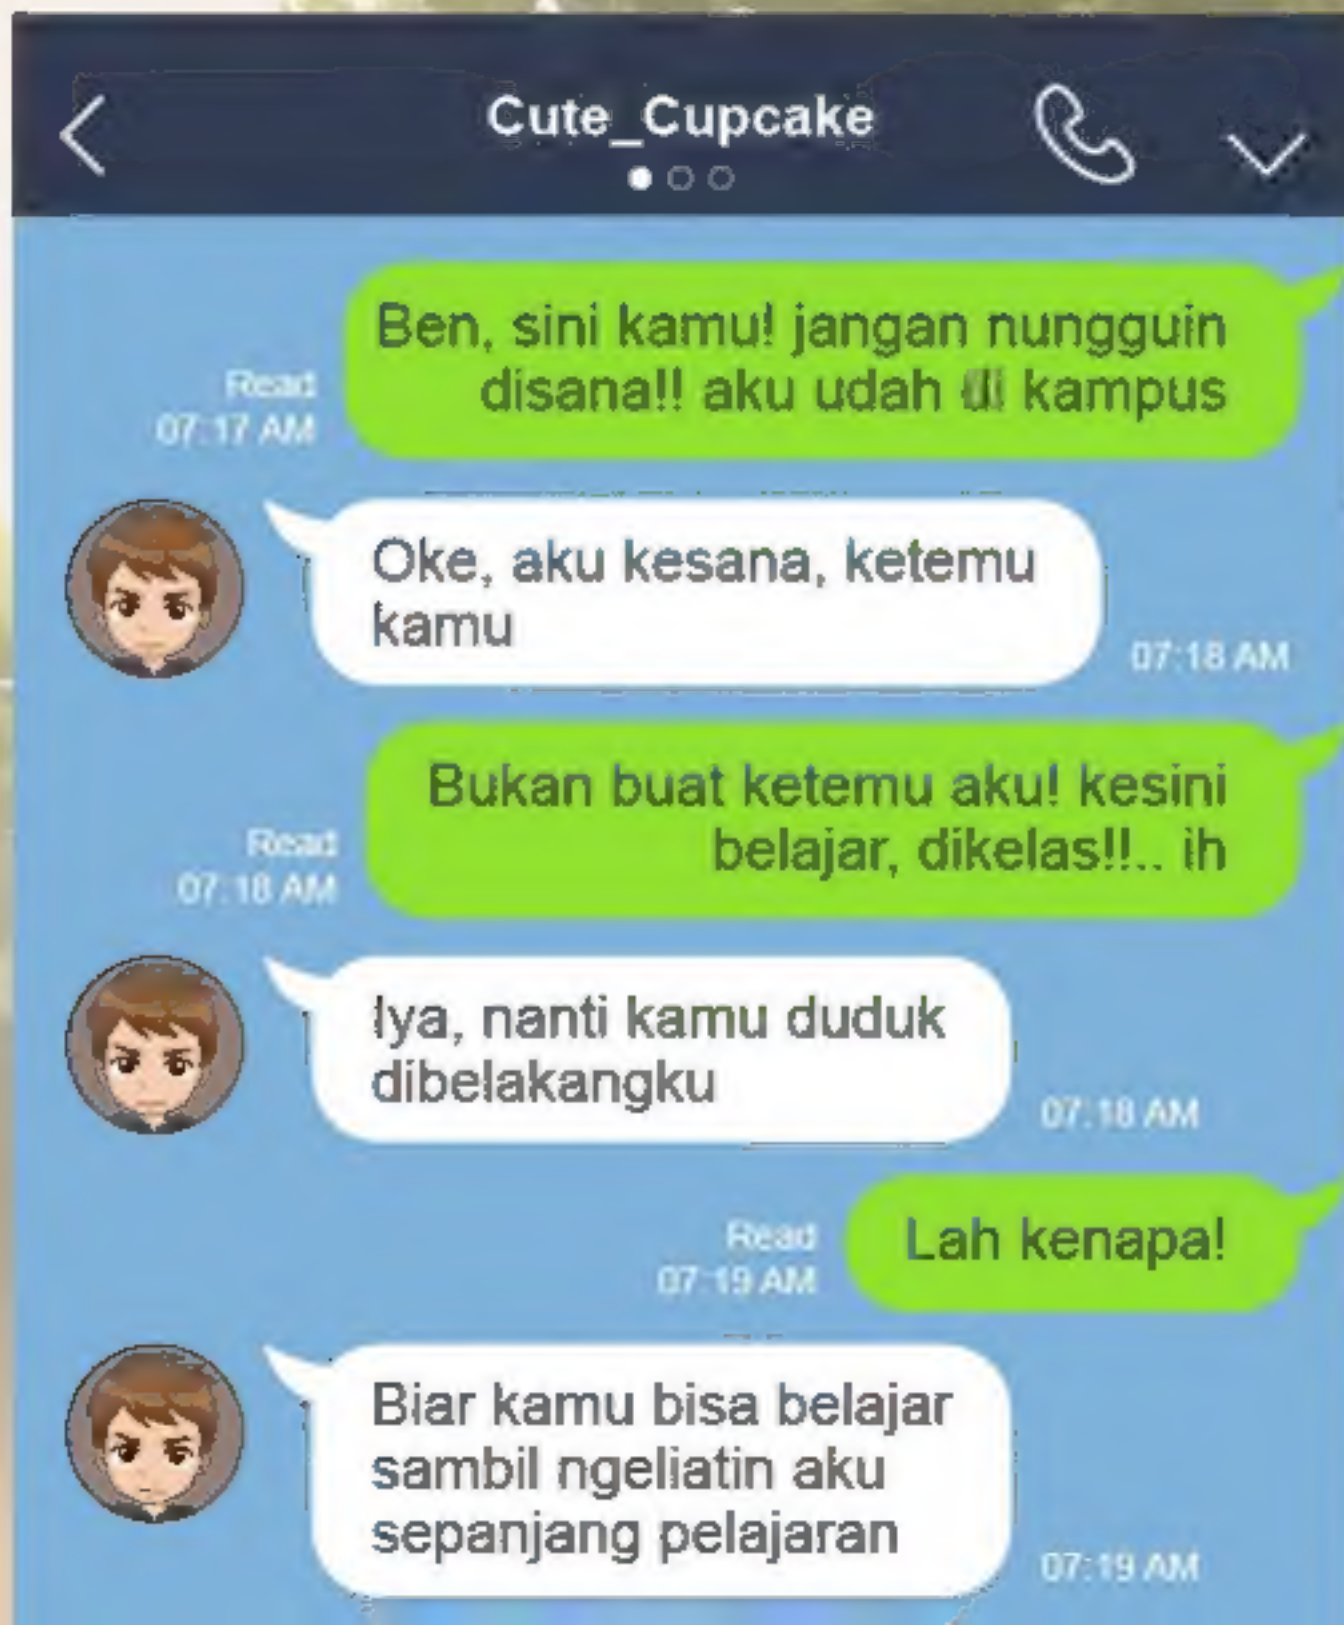 Cute_Cupcake
Ben, sini kamu! jangan nungguin
disana!! aku udah di kampus
Read
07:17 AM
Oke, aku kesana, ketemu
kamu
07:18 AM
Bukan buat ketemu aku! kesini
belajar, dikelas!!.. ih
Read
07:18 AM
Iya, nanti kamu duduk
dibelakangku
07:18 AM
Lah kenapa!
Read
07:19 AM
Biar kamu bisa belajar
sambil ngeliatin aku
sepanjang pelajaran
07:19 AM